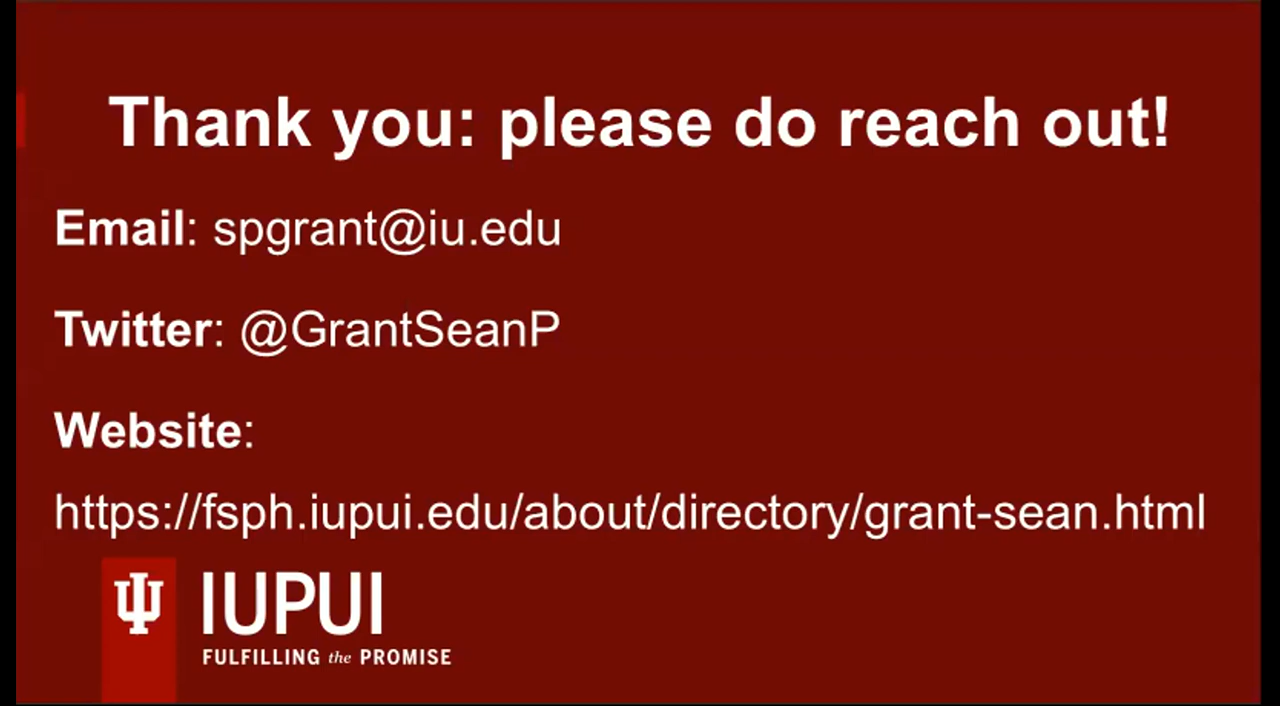 Thank you: please do reach out!
Email: spgrant@iu.edu
Twitter: @GrantSeanP
Website:
https://fsph.iupui.edu/about/directory/grant-sean.html
IUPUI
FULFILLING the PROMISE